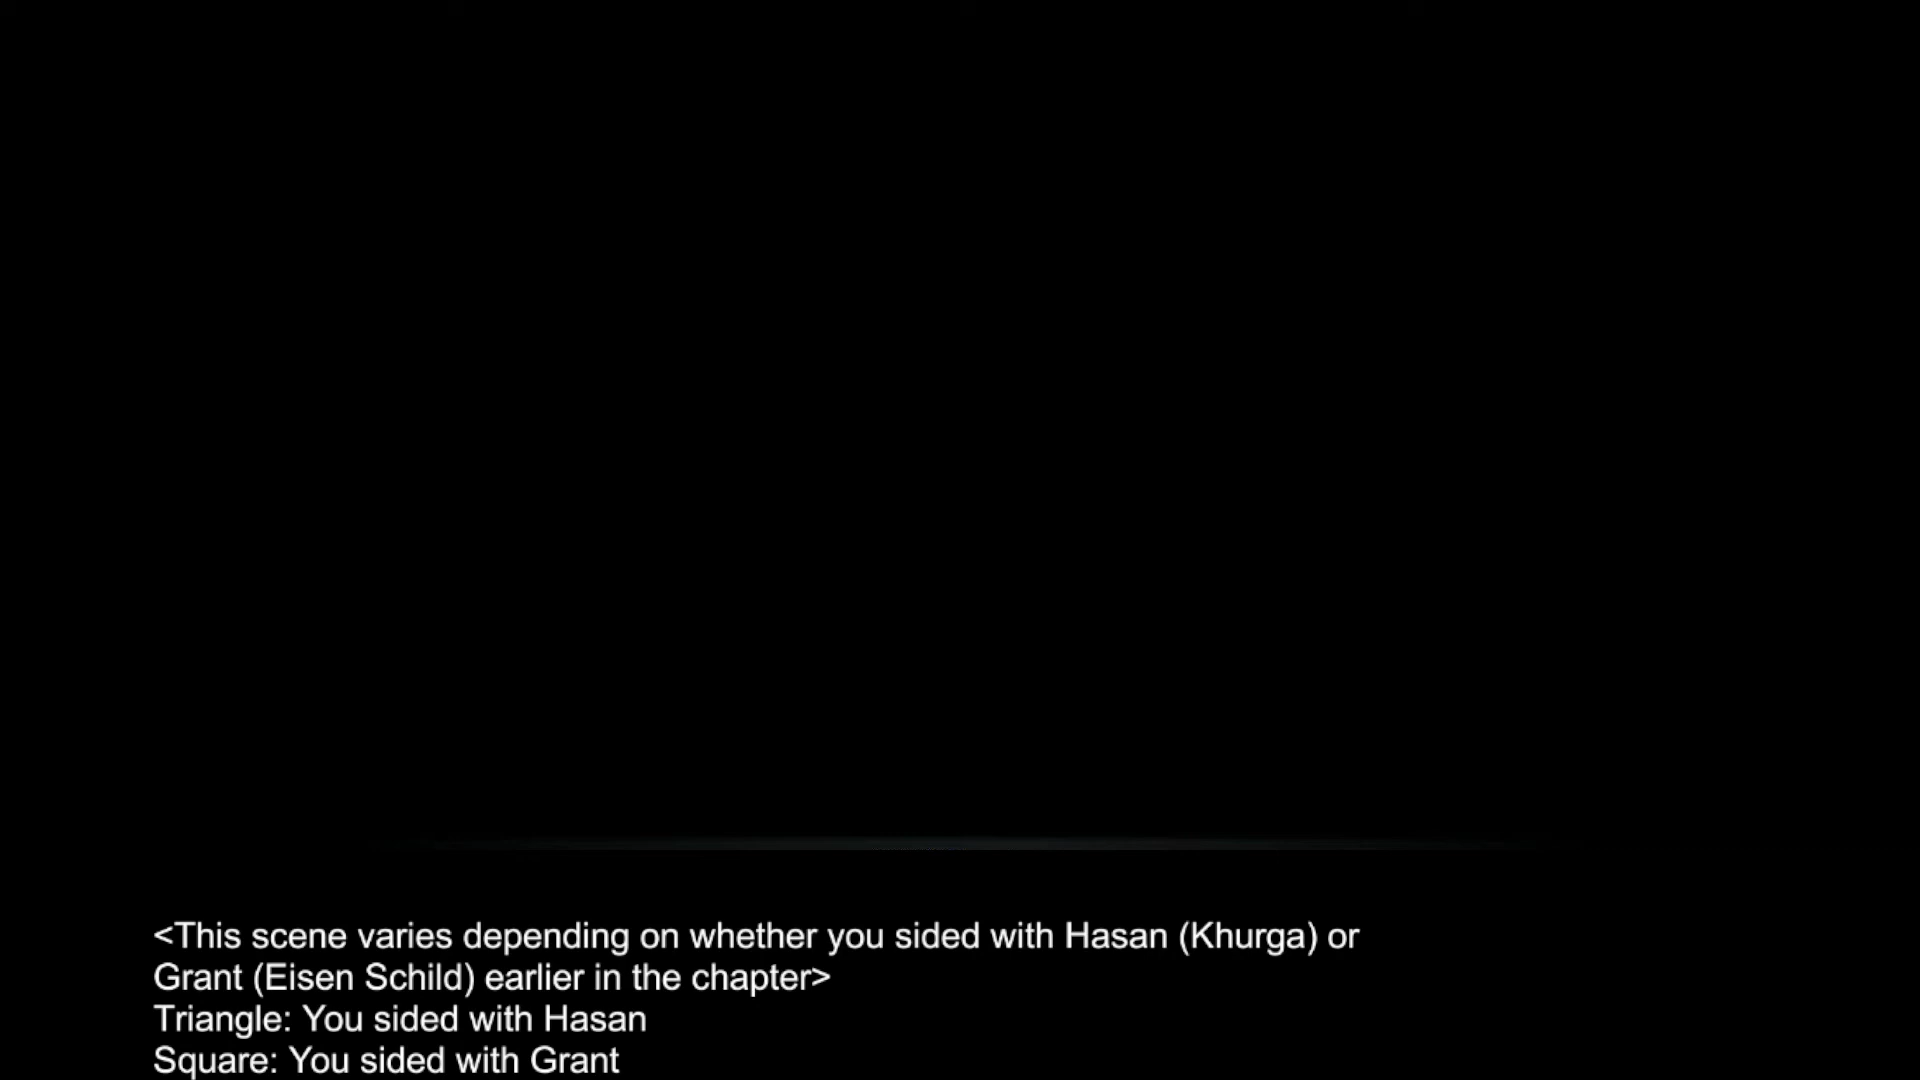 <This scene varies depending on whether you sided with Hasan (Khurga) or
Grant (Eisen Schild) earlier in the chapter>
Triangle: You sided with Hasan
Square: You sided with Grant